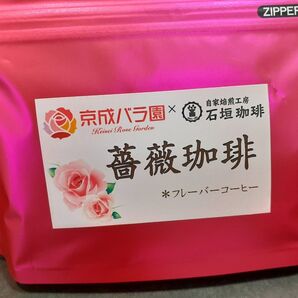 ZIPPER
京成バラ園
Keisei Rose Garden
×
自家焙煎工房
石垣珈琲
薔薇珈琲
＊フレーバーコーヒー